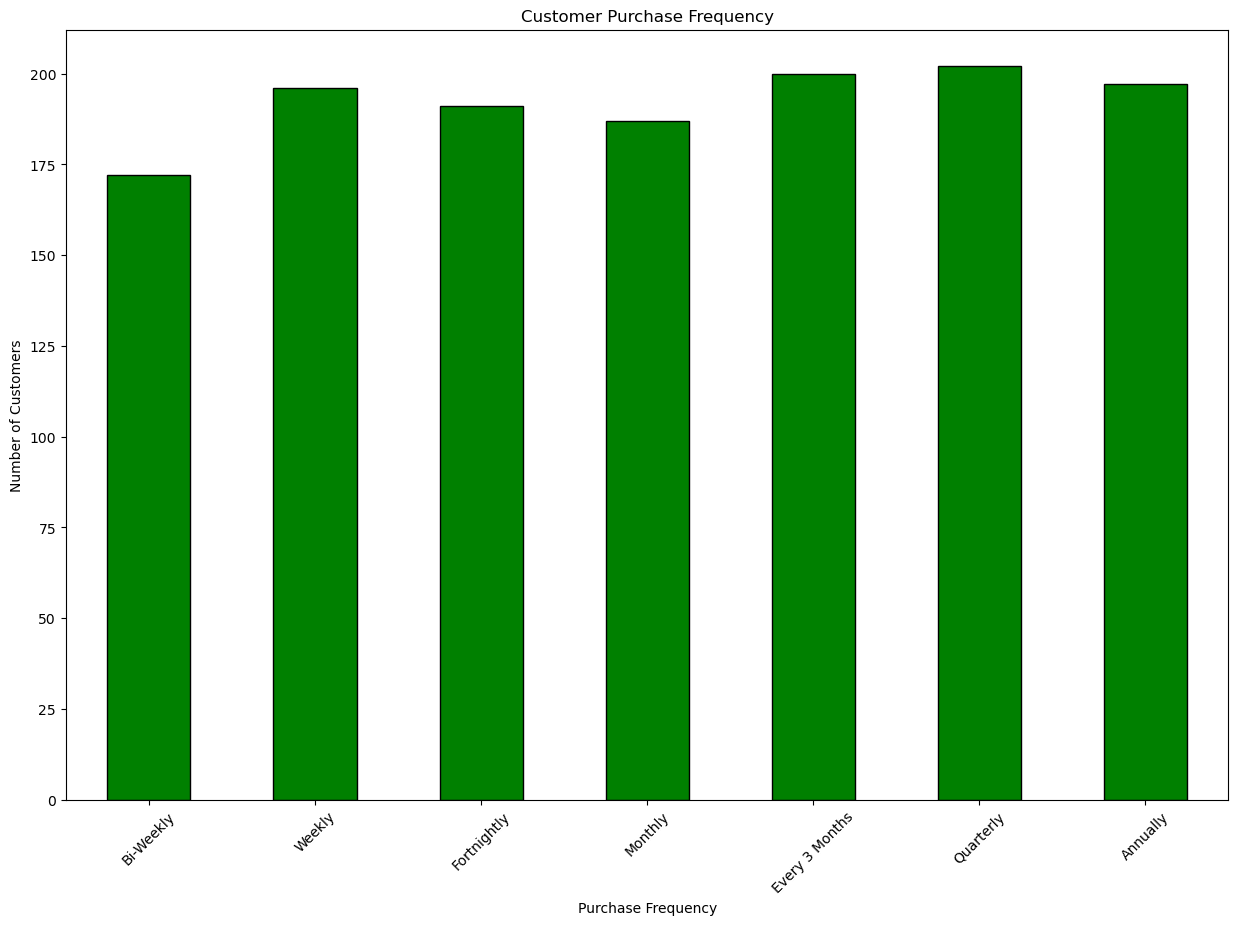 Customer Purchase Frequency
200
175
150
125
100
75
50
25
0
Number of Customers
Bi-Weekly
Weekly
Fortnightly
Monthly
Every 3 Months
Quarterly
Annually
Purchase Frequency